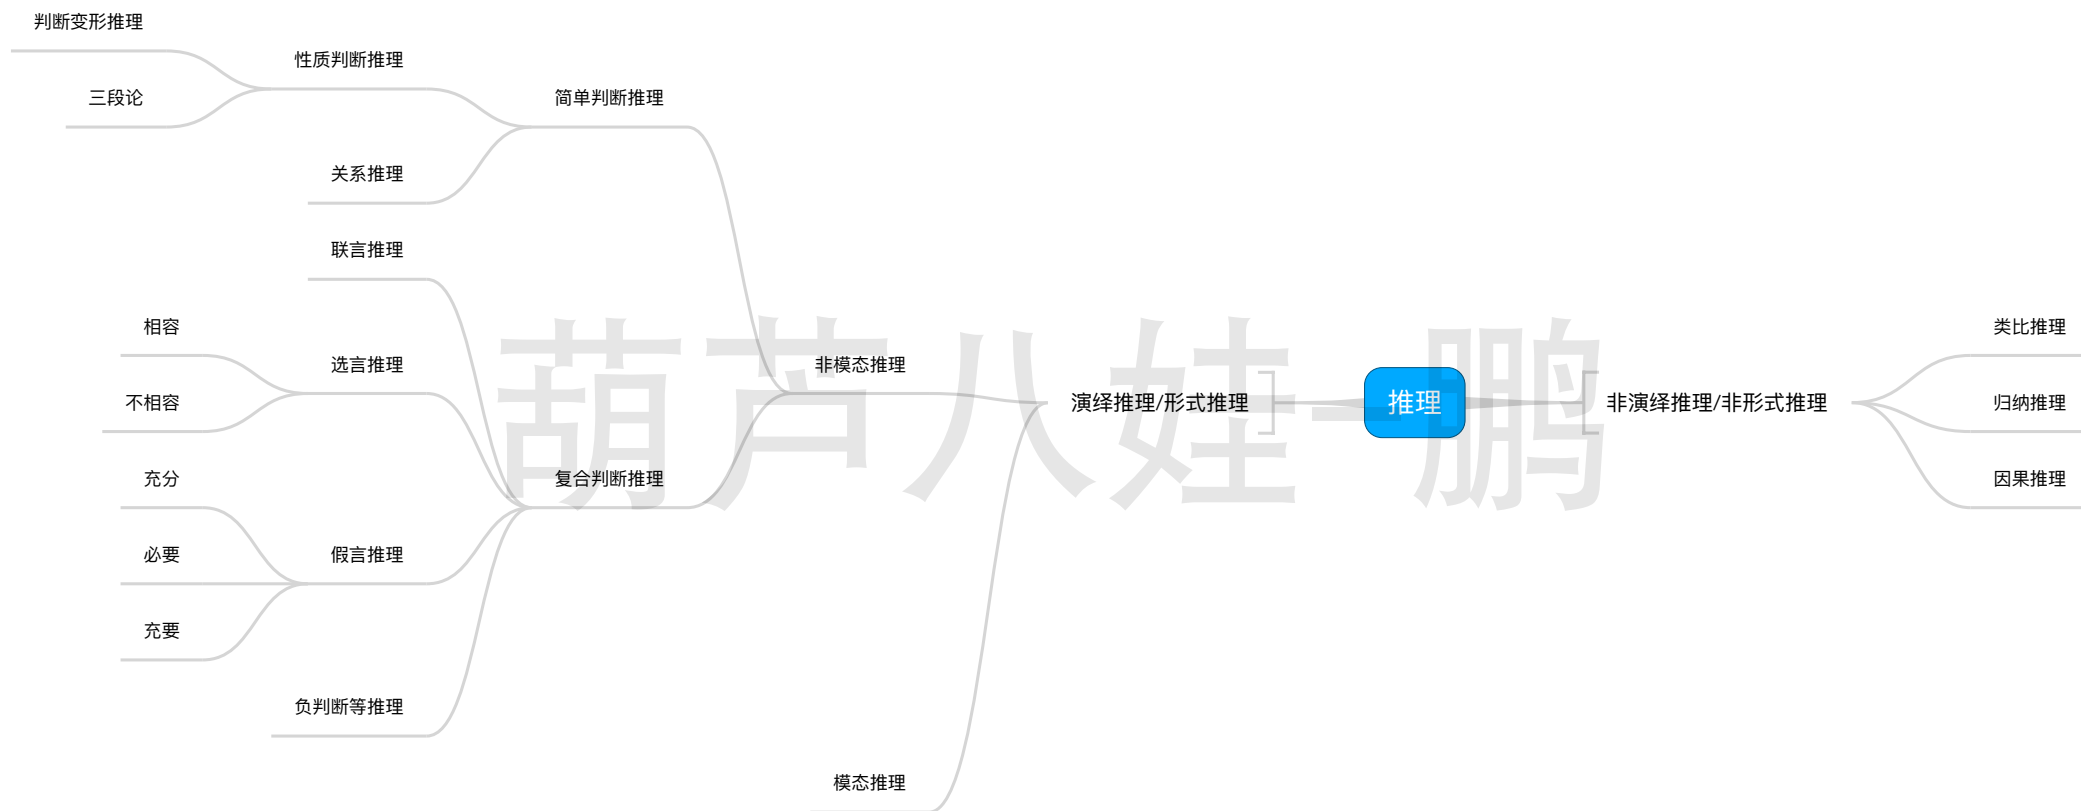 判断变形推理
性质判断推理
三段论
简单判断推理
关系推理
联言推理
相容
选言推理
不相容
非模态推理
充分
复合判断推理
必要
假言推理
充要
负判断等推理
模态推理
演绎推理/形式推理
推理
非演绎推理/非形式推理
类比推理
归纳推理
因果推理
葫芦八娃_鹏